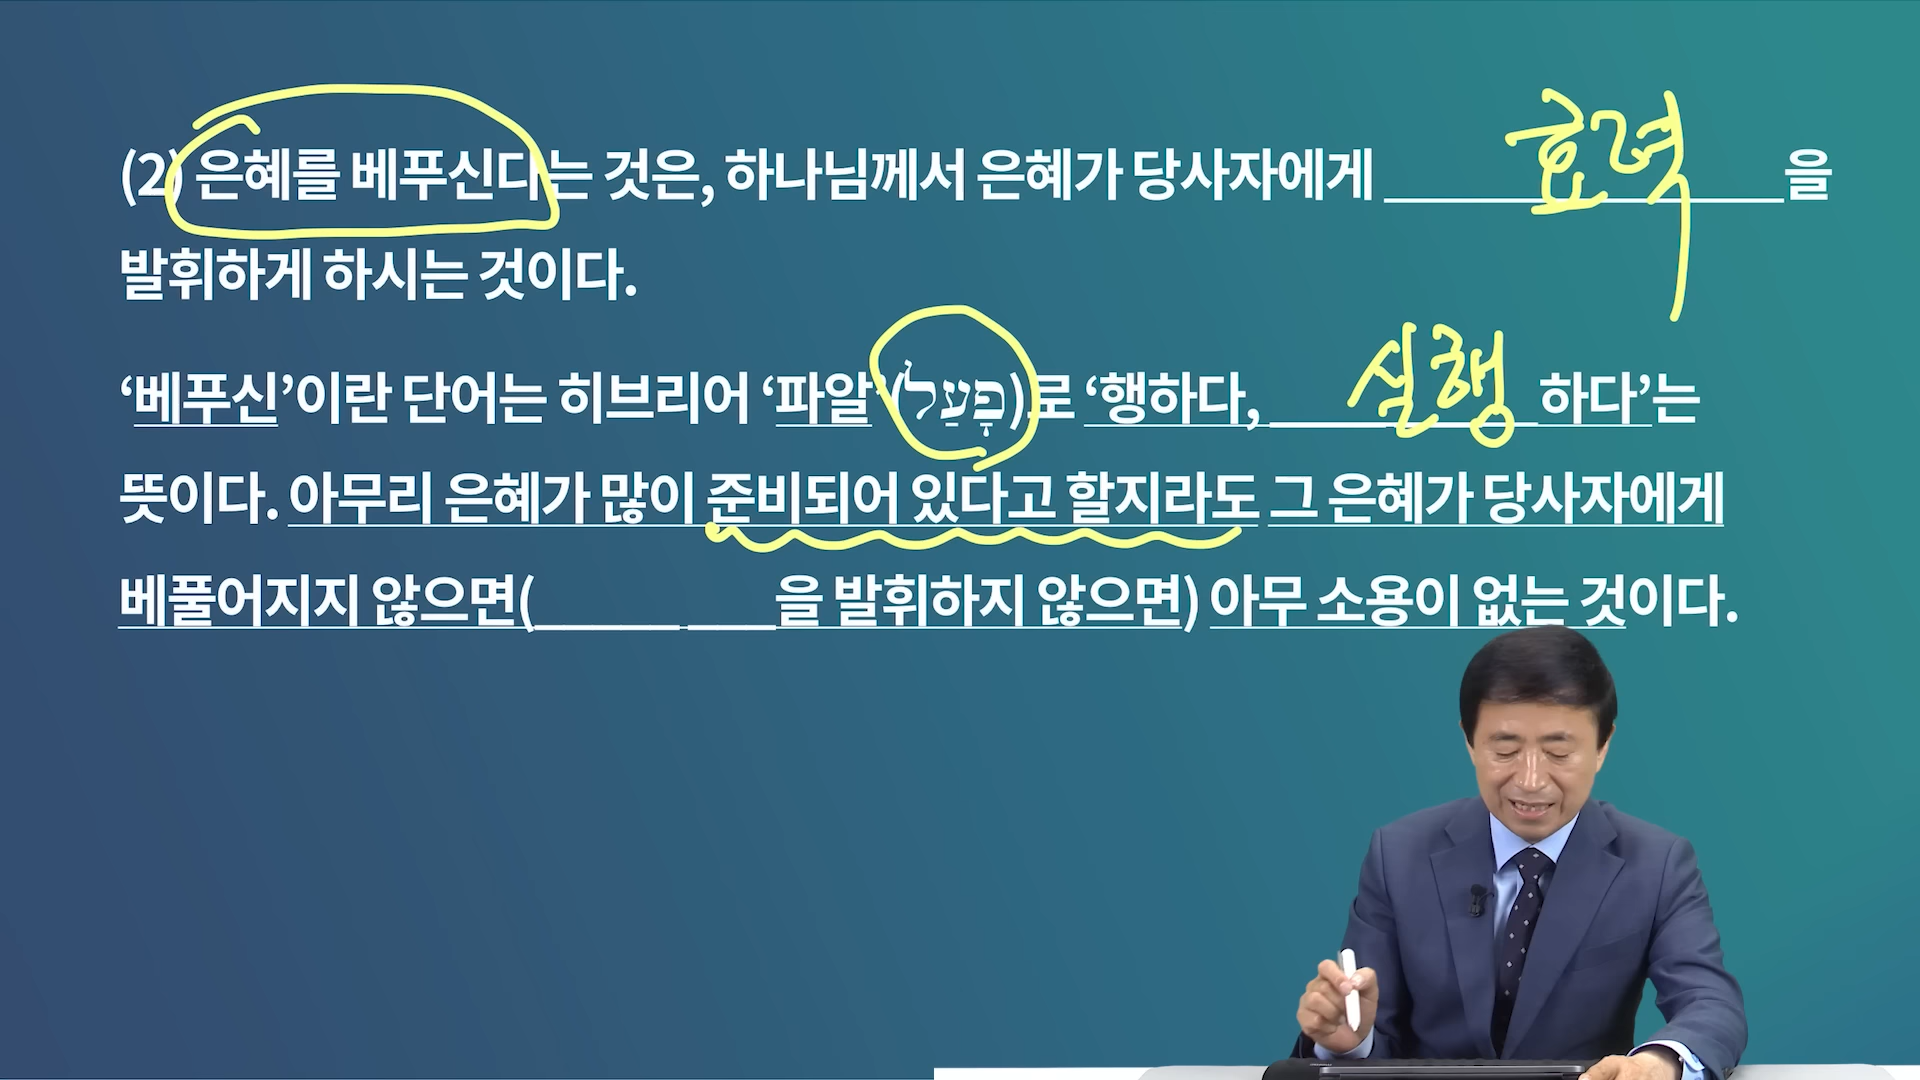 (2) 은혜를 베푸신다는 것은, 하나님께서 은혜가 당사자에게 효력을
발휘하게 하시는 것이다.
‘베푸신’이란 단어는 히브리어 ‘파알’(פָּעַל)로 ‘행하다, 실행하다’는
뜻이다. 아무리 은혜가 많이 준비되어 있다고 할지라도 그 은혜가 당사자에게
베풀어지지 않으면(______ ___을 발휘하지 않으면) 아무 소용이 없는 것이다.